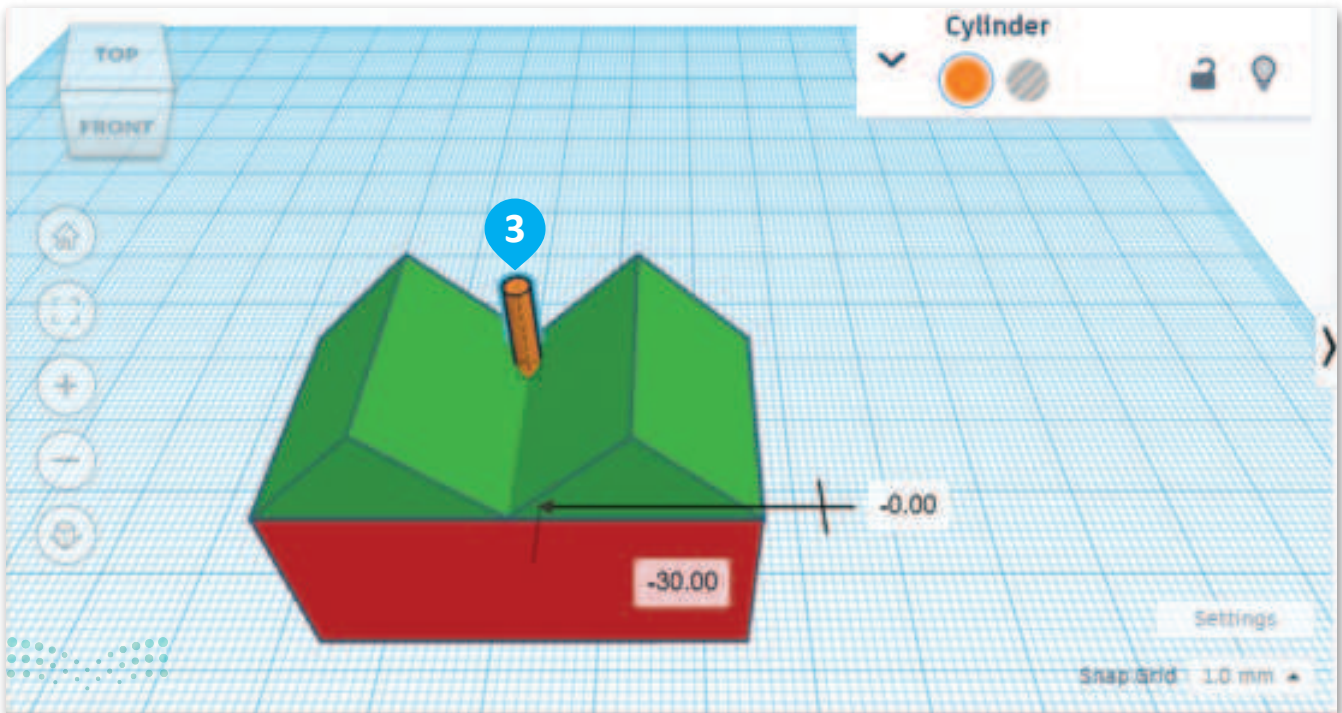 Cylinder
TOP
FRONT
3
-0.00
-30.00
Settings
Snap Grid 1.0 mm